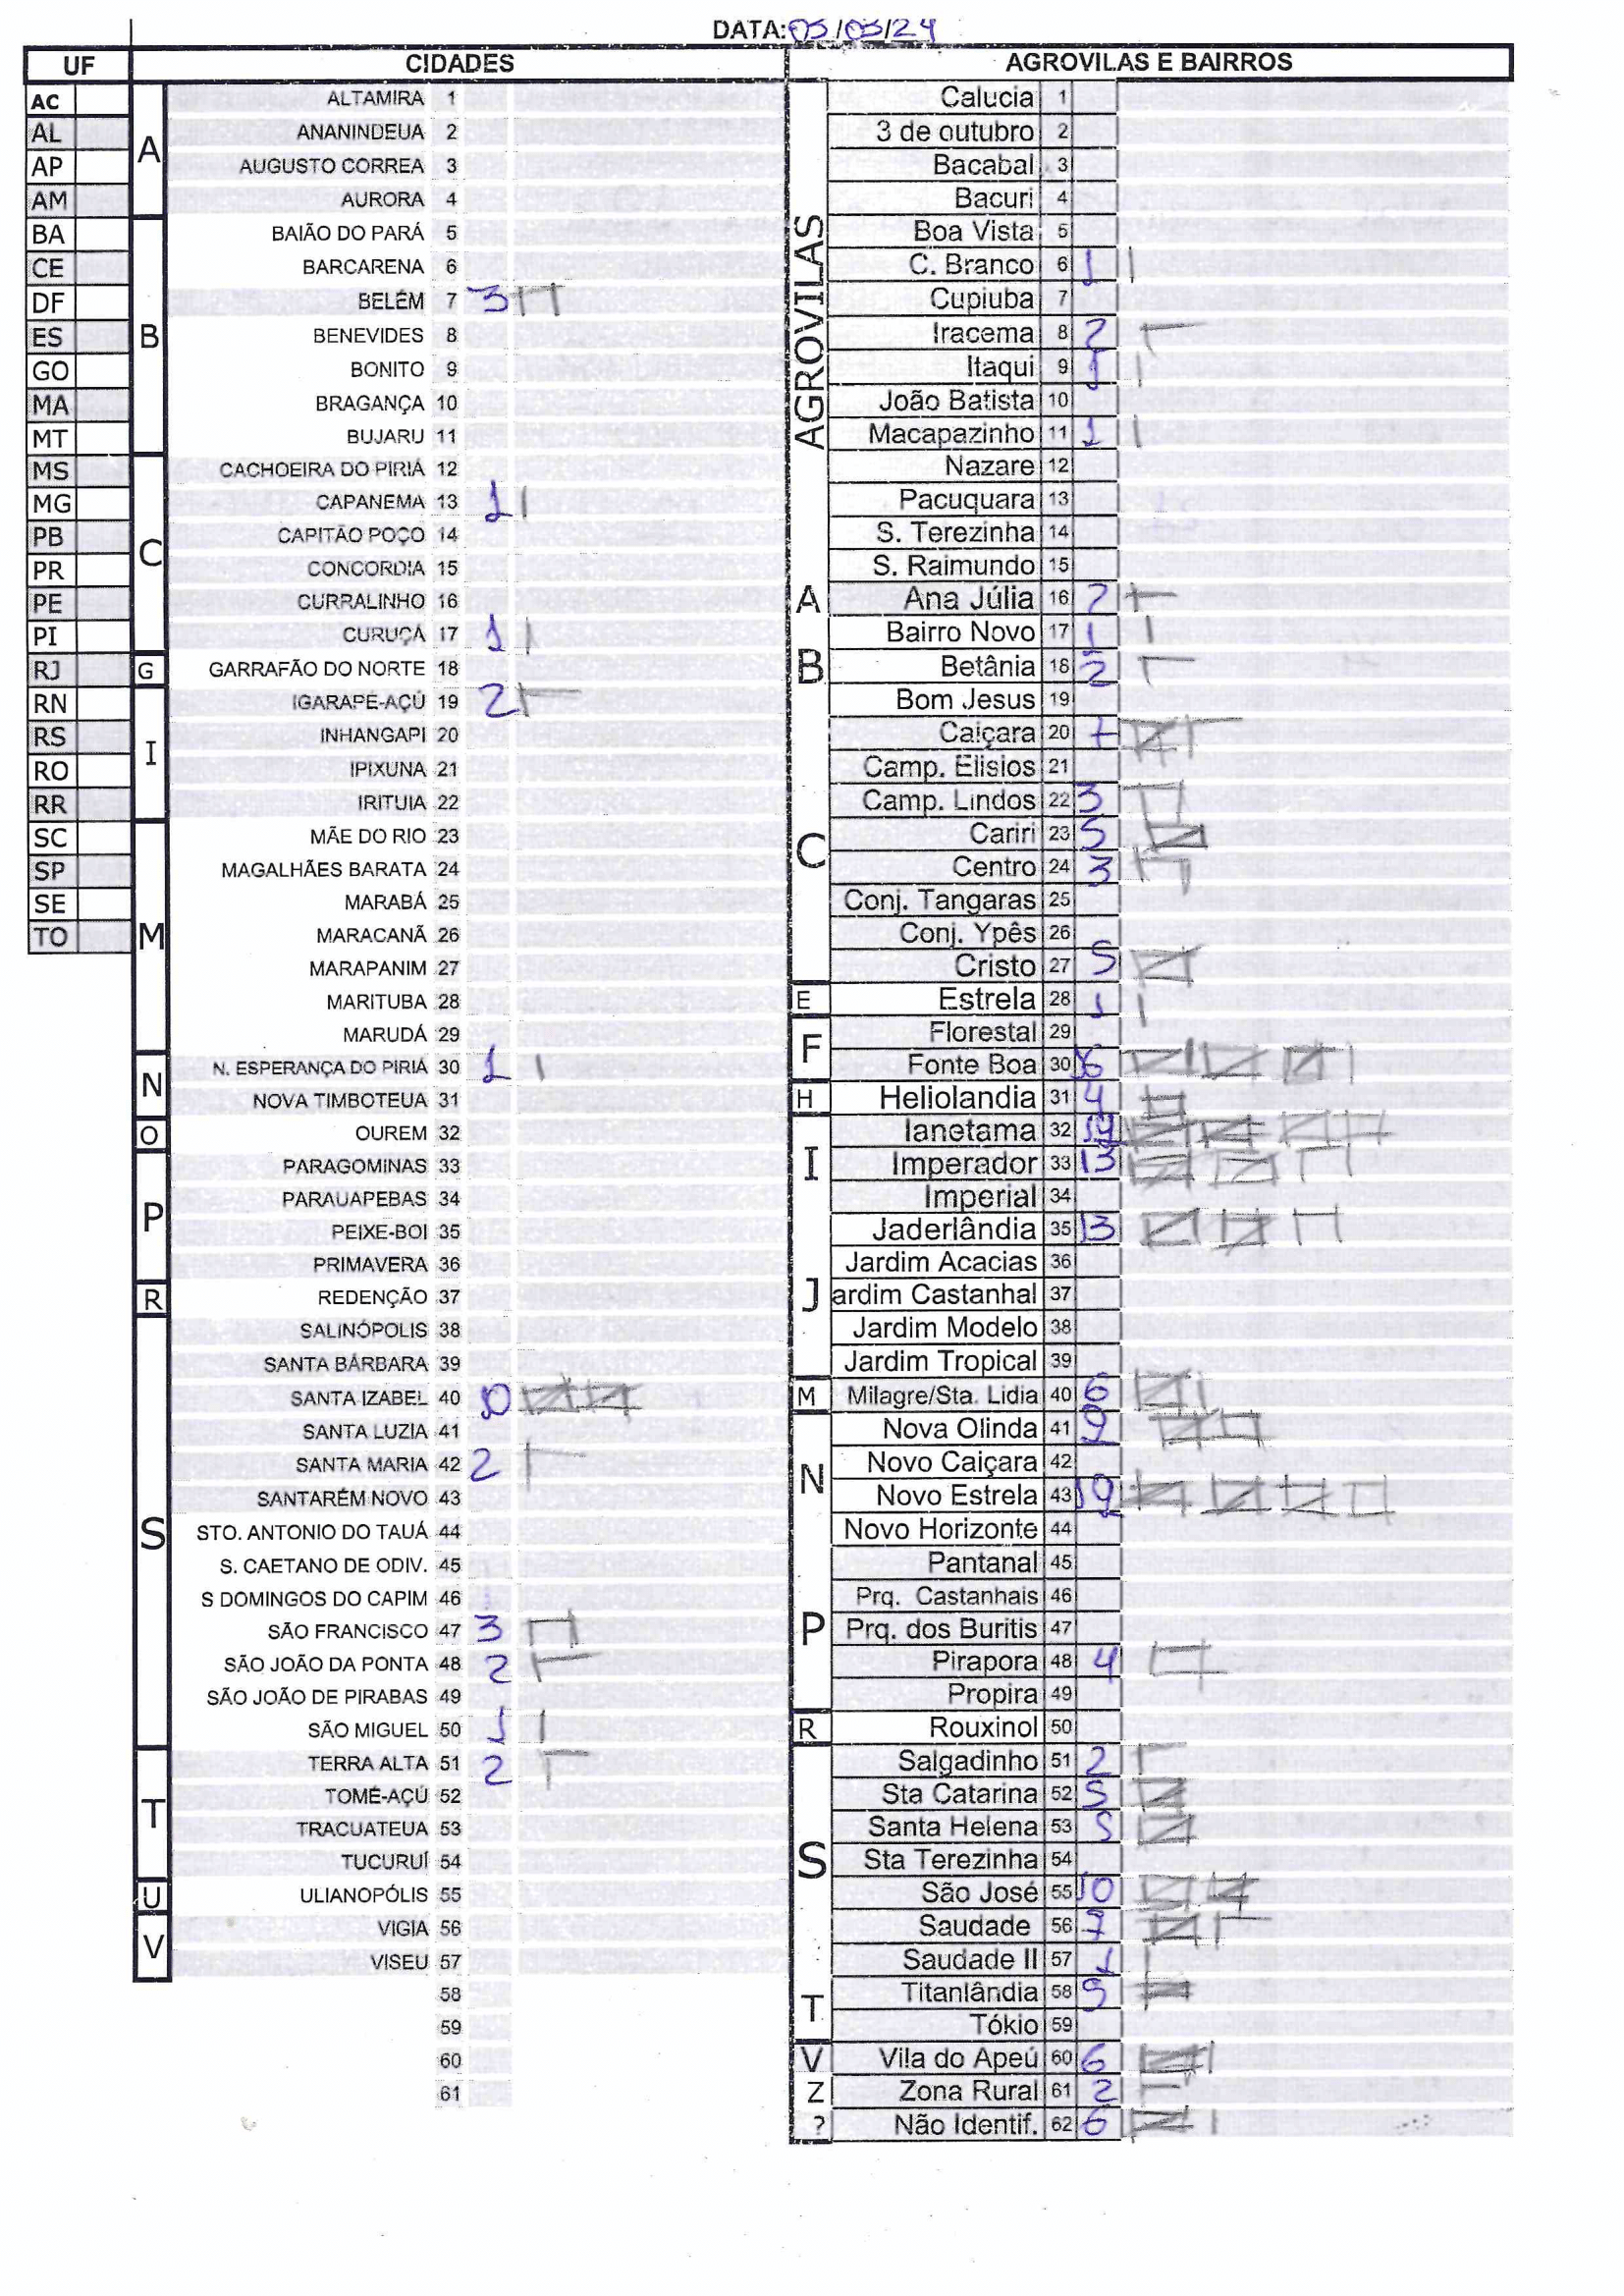 DATA: 05/03/24
UF
CIDADES
AGROVILAS E BAIRROS
AC
AL
AP
AM
BA
CE
DF
ES
GO
MA
MT
MS
MG
PB
PR
PE
PI
RJ
RN
RS
RO
RR
SC
SP
SE
TO
A
ALTAMIRA 1
ANANINDEUA 2
AUGUSTO CORREA 3
AURORA 4
B
BAIÃO DO PARÁ 5
BARCARENA 6
BELÉM 7 3
BENEVIDES 8
BONITO 9
BRAGANÇA 10
BUJARU 11
C
CACHOEIRA DO PIRIÁ 12
CAPANEMA 13 1
CAPITÃO POÇO 14
CONCORDIA 15
CURRALINHO 16
CURUÇÁ 17 1
G
GARRAFÃO DO NORTE 18
I
IGARAPÉ-AÇÚ 19 2
INHANGAPI 20
IPIXUNA 21
IRITUIA 22
M
MÃE DO RIO 23
MAGALHÃES BARATA 24
MARABÁ 25
MARACANÃ 26
MARAPANIM 27
MARITUBA 28
MARUDÁ 29
N
N. ESPERANÇA DO PIRIÁ 30 1
NOVA TIMBOTEUA 31
O
OUREM 32
P
PARAGOMINAS 33
PARAUAPEBAS 34
PEIXE-BOI 35
PRIMAVERA 36
R
REDENÇÃO 37
S
SALINÓPOLIS 38
SANTA BÁRBARA 39
SANTA IZABEL 40 10
SANTA LUZIA 41
SANTA MARIA 42 2
SANTARÉM NOVO 43
STO. ANTONIO DO TAUÁ 44
S. CAETANO DE ODIV. 45
S DOMINGOS DO CAPIM 46
SÃO FRANCISCO 47 3
SÃO JOÃO DA PONTA 48 2
SÃO JOÃO DE PIRABAS 49
SÃO MIGUEL 50 1
T
TERRA ALTA 51 2
TOMÉ-AÇÚ 52
TRACUATEUA 53
TUCURUÍ 54
U
ULIANOPÓLIS 55
V
VIGIA 56
VISEU 57
58
59
60
61
AGROVILAS
Calucia 1
3 de outubro 2
Bacabal 3
Bacuri 4
Boa Vista 5
C. Branco 6 1
Cupiuba 7
Iracema 8 2
Itaqui 9 1
João Batista 10
Macapazinho 11 1
Nazare 12
Pacuquara 13
S. Terezinha 14
S. Raimundo 15
A
Ana Júlia 16 2
Bairro Novo 17 1
B
Betânia 18 2
Bom Jesus 19
Caiçara 20 7
Camp. Elisios 21
Camp. Lindos 22 3
C
Cariri 23 5
Centro 24 3
Conj. Tangaras 25
Conj. Ypês 26
Cristo 27 5
E
Estrela 28 1
F
Florestal 29
Fonte Boa 30 16
H
Heliolandia 31 4
I
Ianetama 32 19
Imperador 33 13
Imperial 34
Jaderlândia 35 13
Jardim Acacias 36
J
ardim Castanhal 37
Jardim Modelo 38
Jardim Tropical 39
M
Milagre/Sta. Lidia 40 6
N
Nova Olinda 41 9
Novo Caiçara 42
Novo Estrela 43 19
Novo Horizonte 44
Pantanal 45
Prq. Castanhais 46
P
Prq. dos Buritis 47
Pirapora 48 4
Propira 49
R
Rouxinol 50
Salgadinho 51 2
Sta Catarina 52 5
Santa Helena 53 5
S
Sta Terezinha 54
São José 55 10
Saudade 56 7
Saudade II 57 1
T
Titanlândia 58 5
Tókio 59
V
Vila do Apeú 60 6
Z
Zona Rural 61 2
?
Não Identif. 62 6